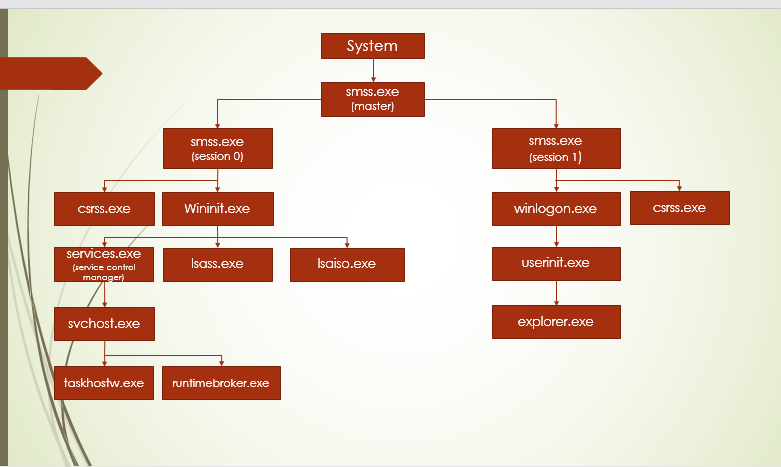 System
smss.exe
(master)
smss.exe
(session 0)
smss.exe
(session 1)
csrss.exe
Wininit.exe
winlogon.exe
csrss.exe
services.exe
(service control
manager)
lsass.exe
lsaiso.exe
userinit.exe
svchost.exe
explorer.exe
taskhostw.exe
runtimebroker.exe